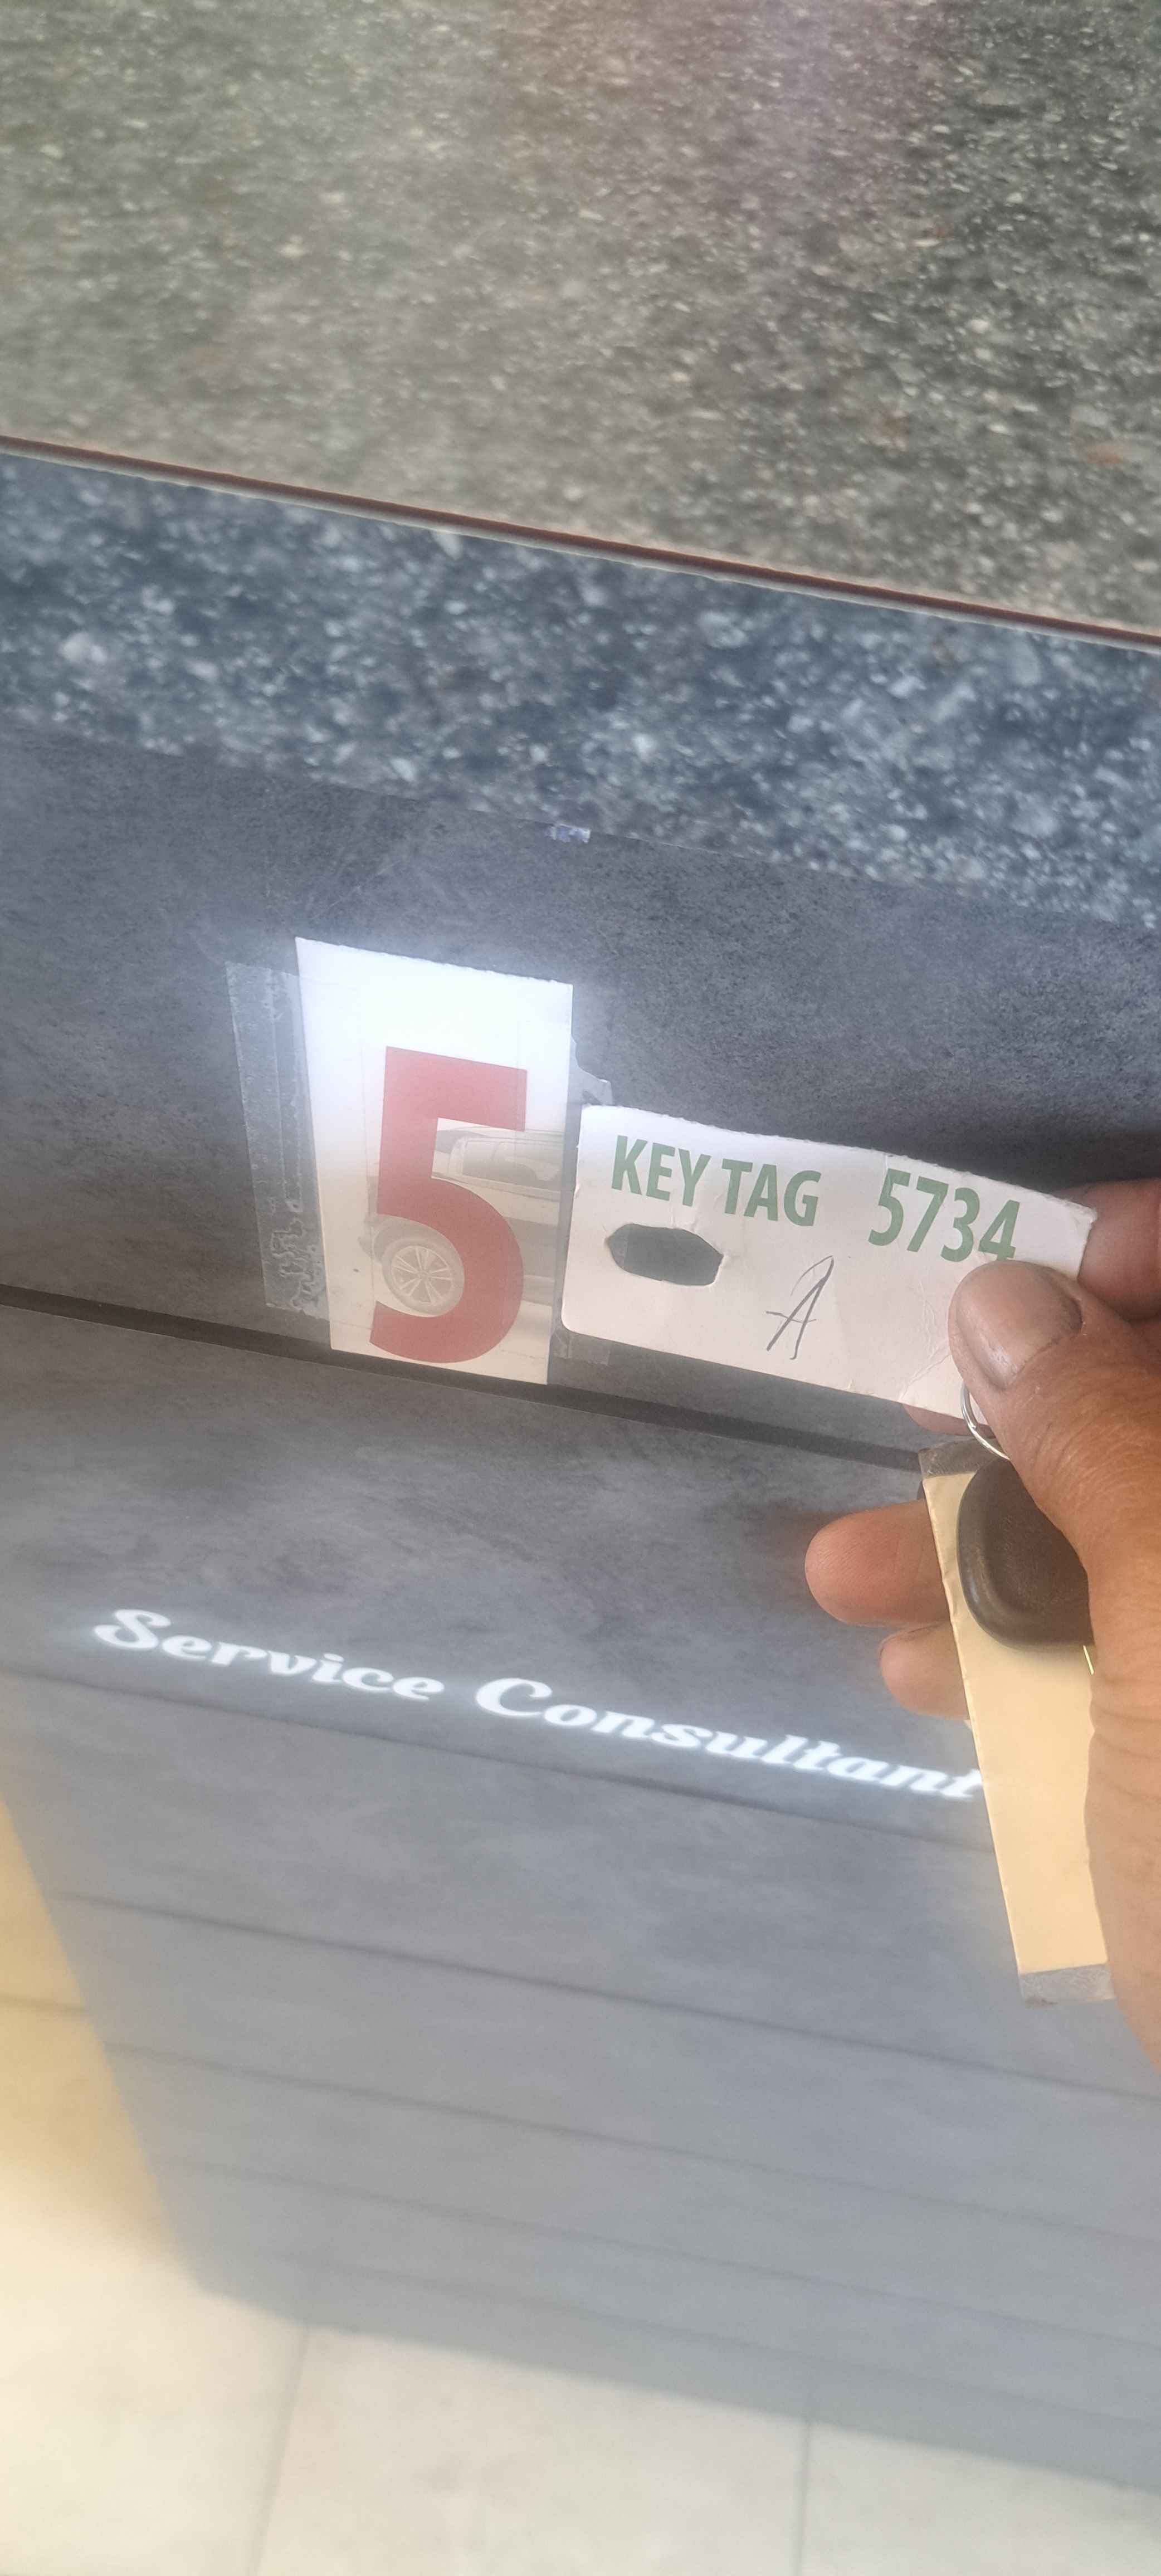 5
KEY TAG 5734
A
Service Consultant